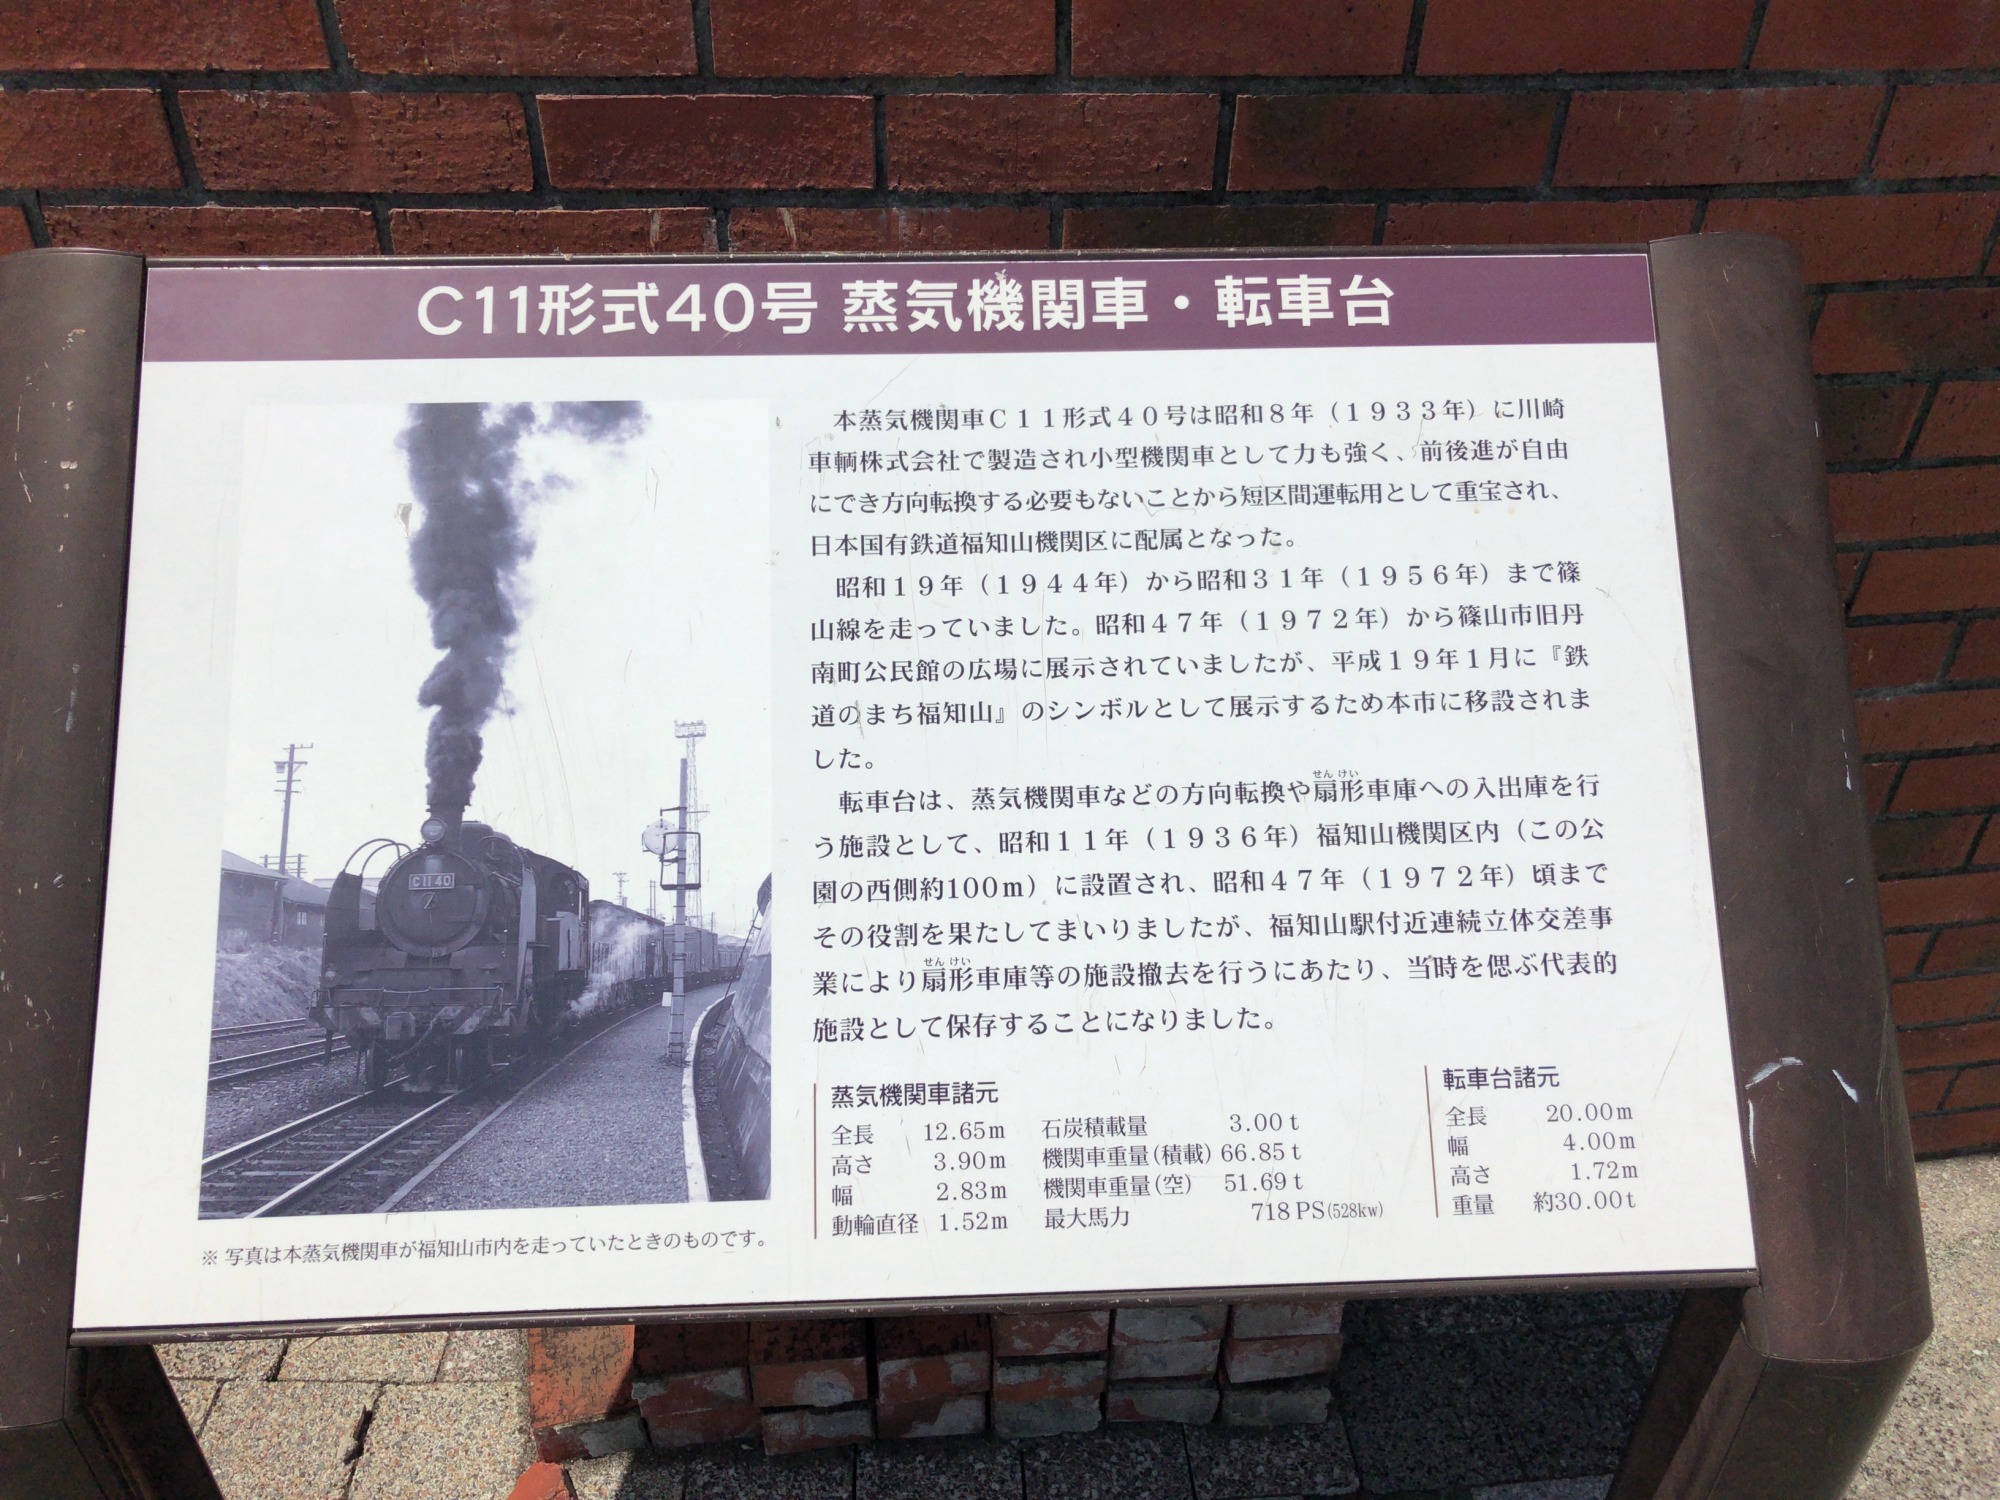 C11形式40号 蒸気機関車・転車台
本蒸気機関車C11形式40号は昭和8年（1933年）に川崎
車輌株式会社で製造され小型機関車として力も強く、前後進が自由
にでき方向転換する必要もないことから短区間運転用として重宝され、
日本国有鉄道福知山機関区に配属となった。
昭和19年（1944年）から昭和31年（1956年）まで篠
山線を走っていました。昭和47年（1972年）から篠山市旧丹
南町公民館の広場に展示されていましたが、平成19年1月に『鉄
道のまち福知山』のシンボルとして展示するため本市に移設されま
した。
せんけい
転車台は、蒸気機関車などの方向転換や扇形車庫への入出庫を行
う施設として、昭和11年（1936年）福知山機関区内（この公
園の西側約100m）に設置され、昭和47年（1972年）頃まで
その役割を果たしてまいりましたが、福知山駅付近連続立体交差事
せんけい
業により扇形車庫等の施設撤去を行うにあたり、当時を偲ぶ代表的
施設として保存することになりました。
C1140
※写真は本蒸気機関車が福知山市内を走っていたときのものです。
蒸気機関車諸元
全長 12.65m 石炭積載量 3.00t
高さ 3.90m 機関車重量(積載) 66.85t
幅 2.83m 機関車重量(空) 51.69t
動輪直径 1.52m 最大馬力 718PS(528kw)
転車台諸元
全長 20.00m
幅 4.00m
高さ 1.72m
重量 約30.00t